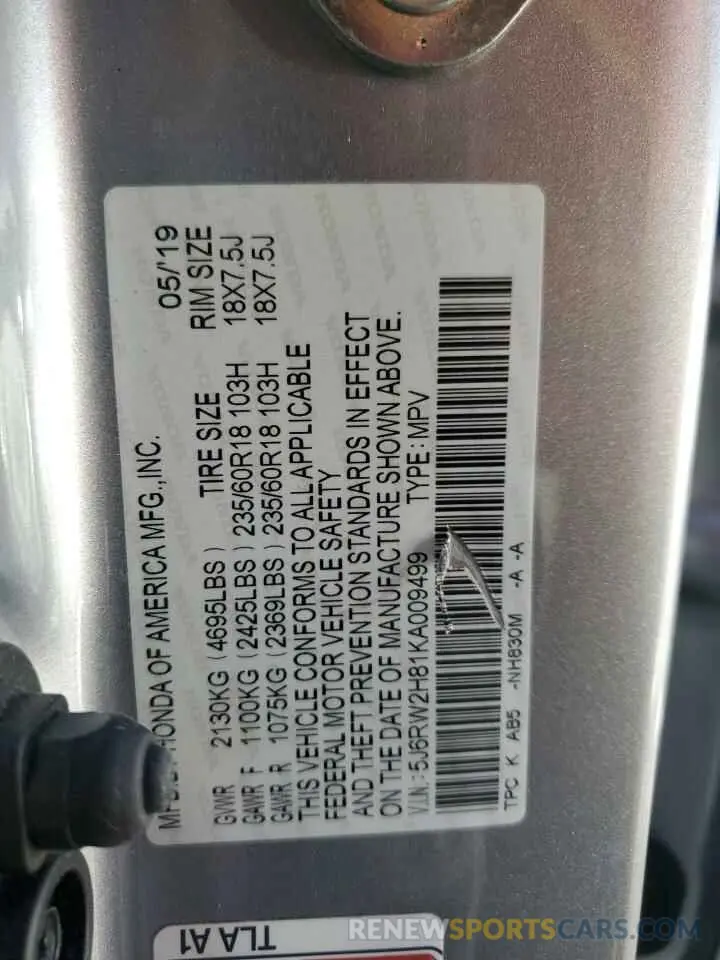 MFD. BY HONDA OF AMERICA MFG.,INC. 05/'19
GVWR 2130KG (4695LBS) TIRE SIZE RIM SIZE
GAWR F 1100KG (2425LBS) 235/60R18 103H 18X7.5J
GAWR R 1075KG (2369LBS) 235/60R18 103H 18X7.5J
THIS VEHICLE CONFORMS TO ALL APPLICABLE
FEDERAL MOTOR VEHICLE SAFETY
AND THEFT PREVENTION STANDARDS IN EFFECT
ON THE DATE OF MANUFACTURE SHOWN ABOVE.
V.I.N.: 5J6RW2H81KA009499 TYPE: MPV
TPC K AB5 -NH830M -A -A
TLA A1
RENEWSPORTSCARS.COM